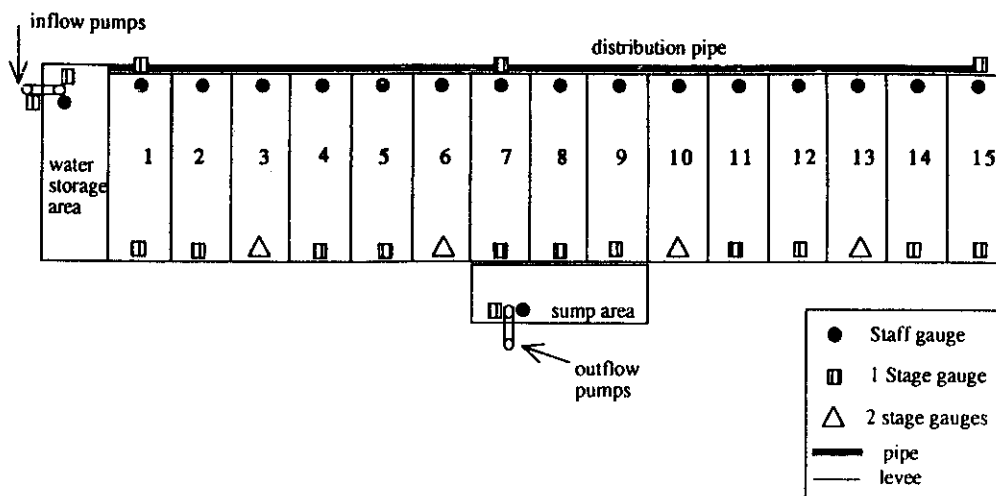 inflow pumps
distribution pipe
1 2 3 4 5 6 7 8 9 10 11 12 13 14 15
water
storage
area
sump area
outflow
pumps
Staff gauge
1 Stage gauge
2 stage gauges
pipe
levee